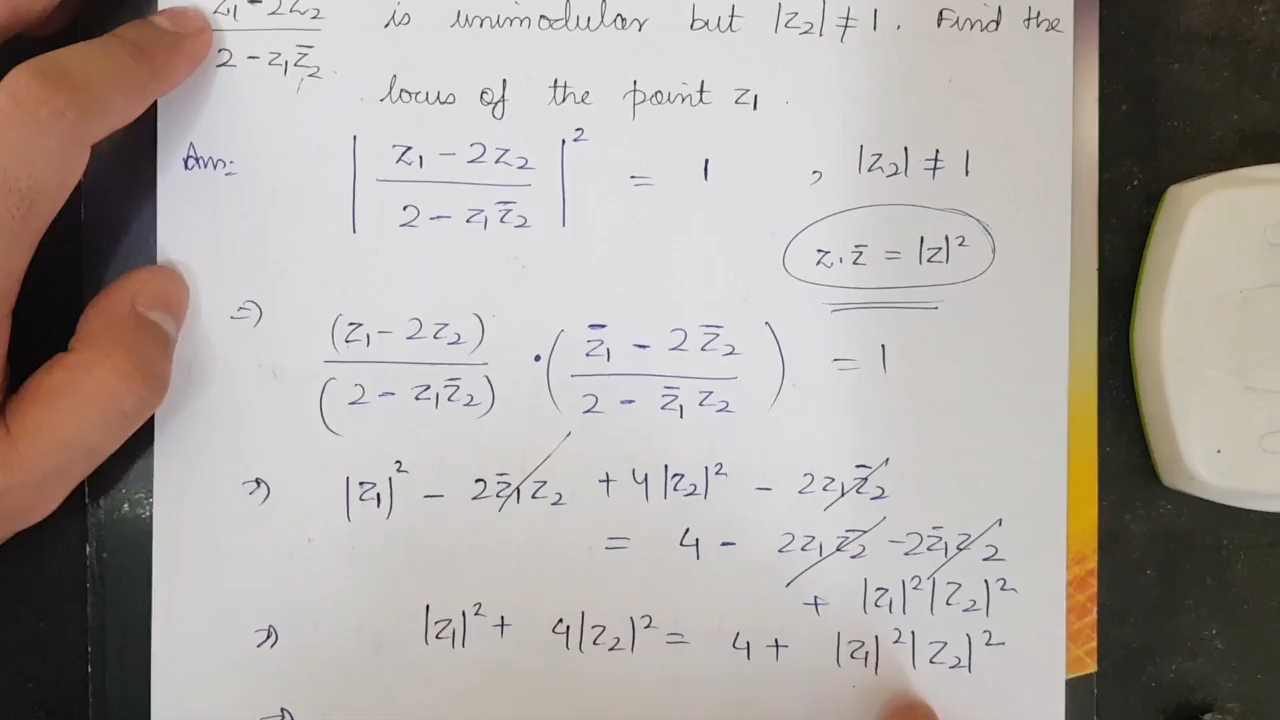 z₁ - 2z₂ / 2 - z₁z̄₂ is unimodular but |z₂| ≠ 1. Find the
locus of the point z₁.
Ans: |(z₁ - 2z₂)/(2 - z₁z̄₂)|² = 1 , |z₂| ≠ 1
z.z̄ = |z|²
⇒ (z₁ - 2z₂)/(2 - z₁z̄₂) · (z̄₁ - 2z̄₂ / 2 - z̄₁z₂) = 1
⇒ |z₁|² - 2z̄₁z₂ + 4|z₂|² - 2z₁z̄₂
= 4 - 2z₁z̄₂ - 2z̄₁z₂
+ |z₁|²|z₂|²
⇒ |z₁|² + 4|z₂|² = 4 + |z₁|²|z₂|²
⇒